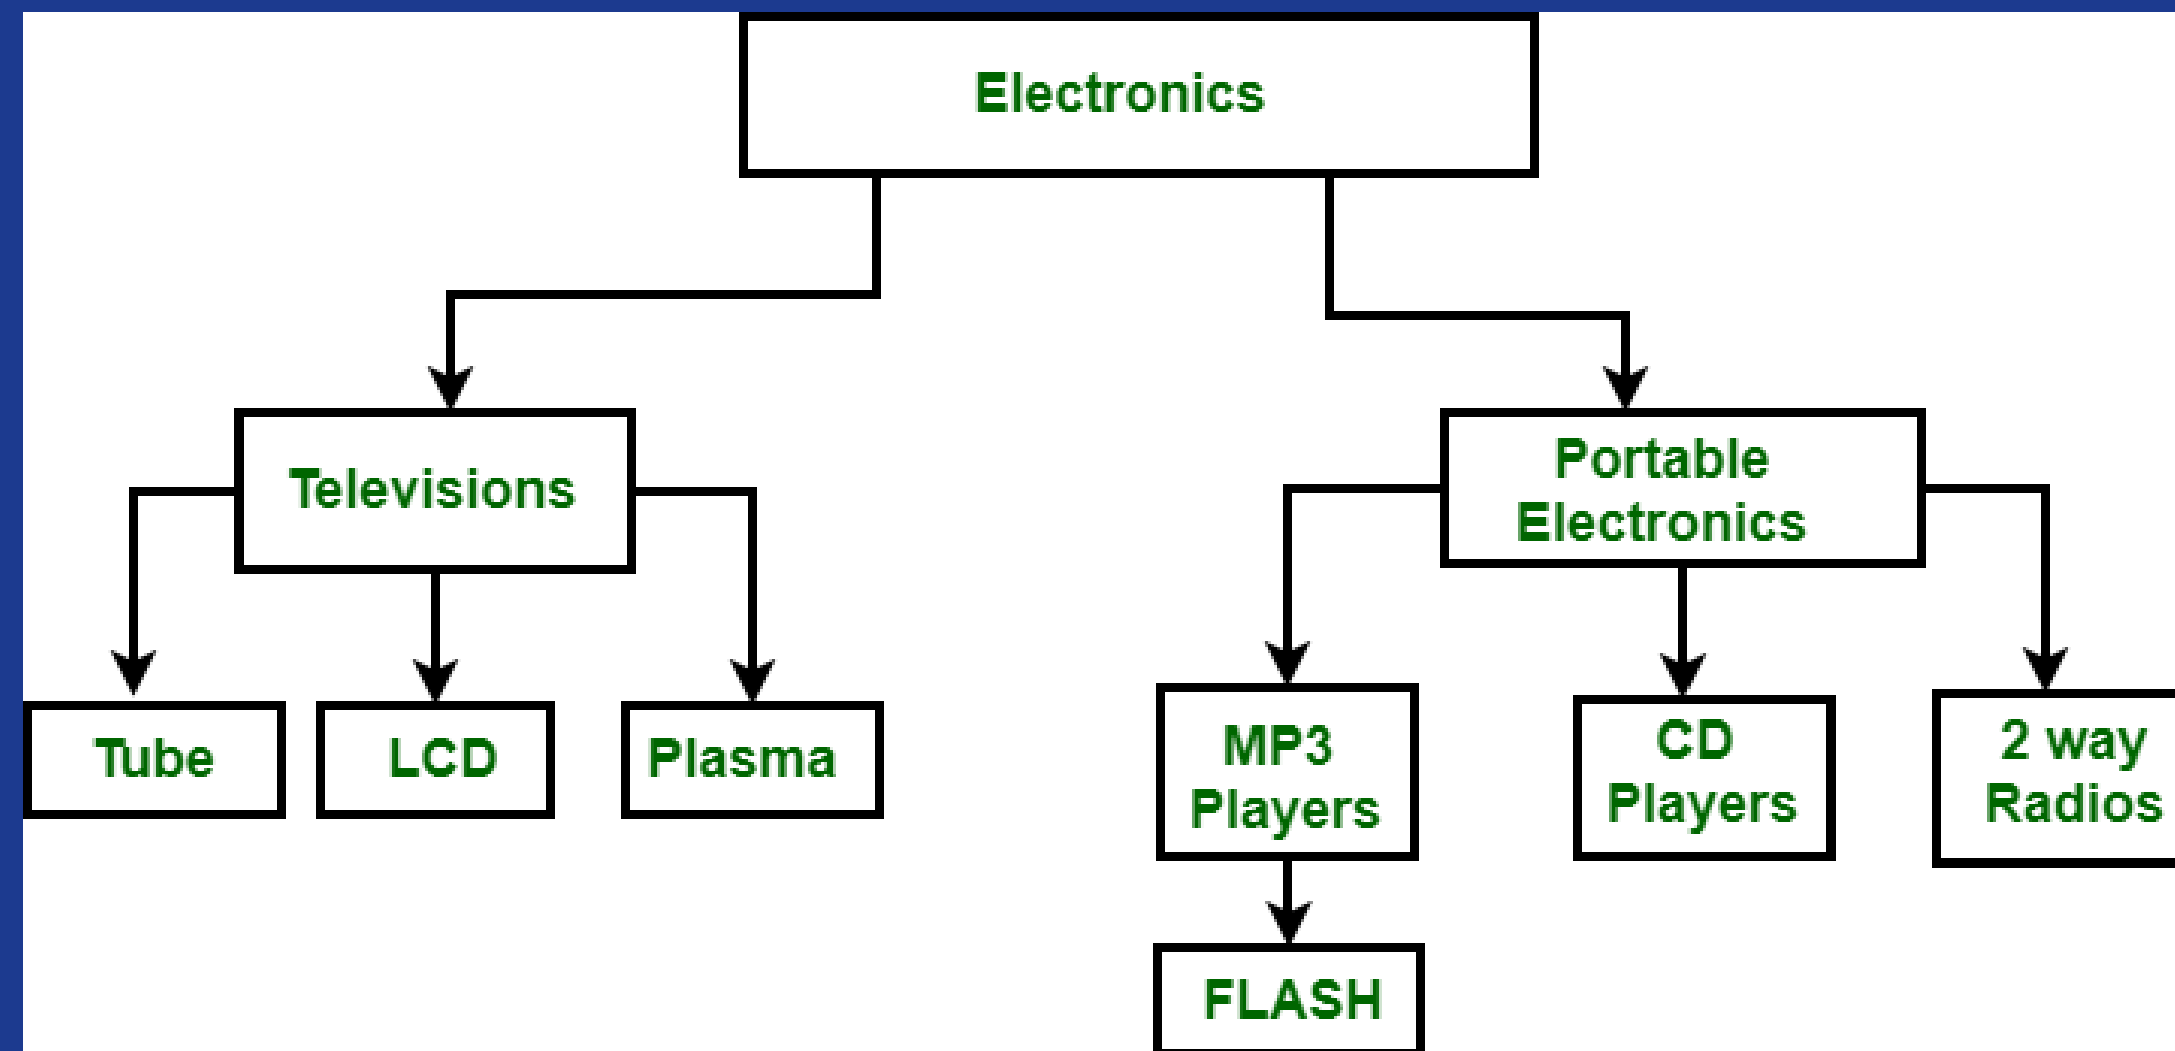 Electronics
Televisions
Portable
Electronics
Tube
LCD
Plasma
MP3
Players
CD
Players
2 way
Radios
FLASH